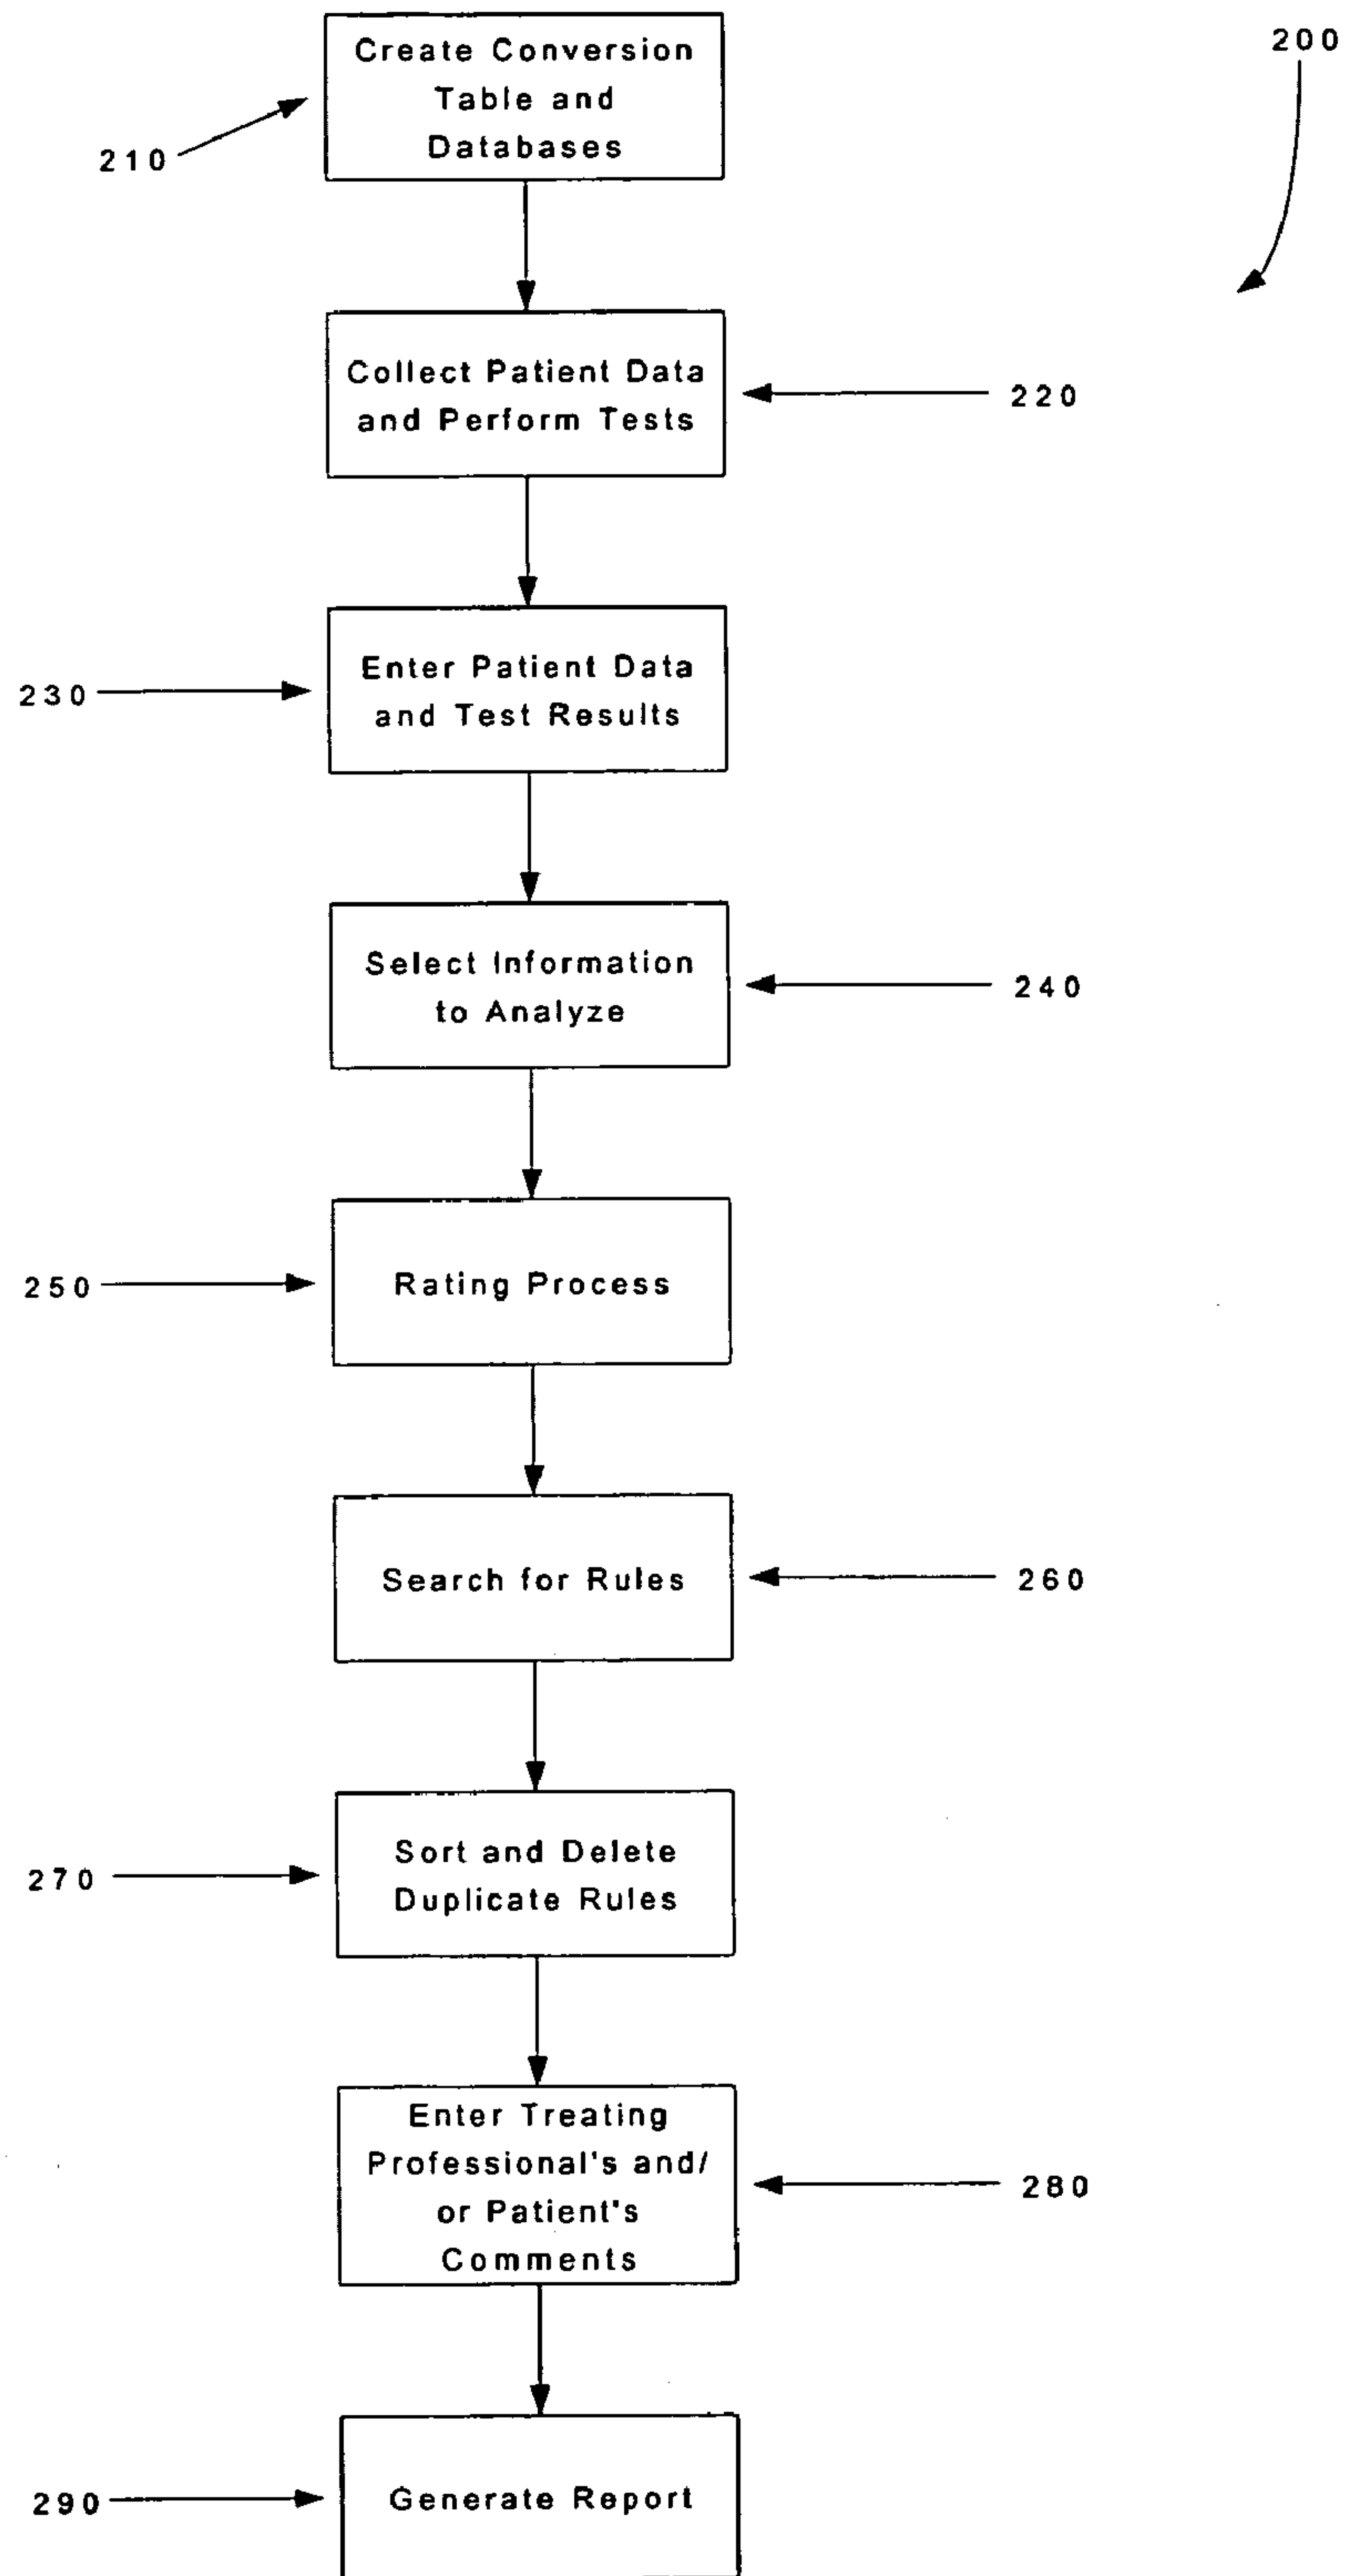 Create Conversion
Table and
Databases
200
210
Collect Patient Data
and Perform Tests
220
Enter Patient Data
and Test Results
230
Select Information
to Analyze
240
Rating Process
250
Search for Rules
260
Sort and Delete
Duplicate Rules
270
Enter Treating
Professional's and/
or Patient's
Comments
280
Generate Report
290